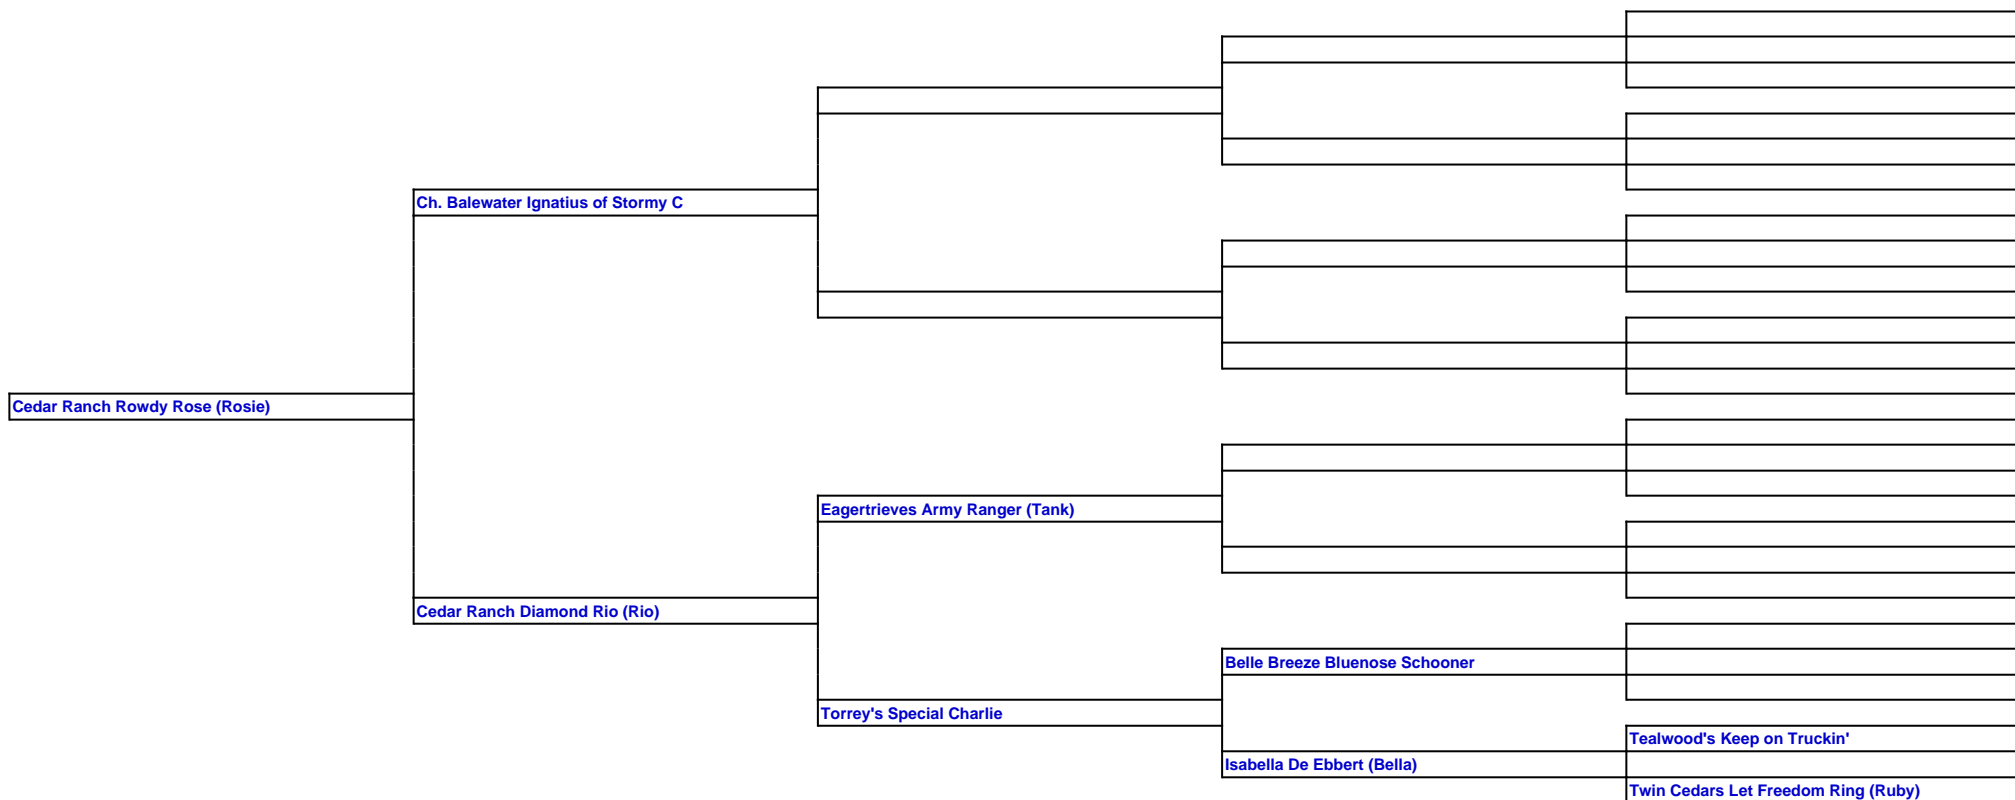 Ch. Balewater Ignatius of Stormy C
Cedar Ranch Rowdy Rose (Rosie)
Eagertrieves Army Ranger (Tank)
Cedar Ranch Diamond Rio (Rio)
Belle Breeze Bluenose Schooner
Torrey's Special Charlie
Tealwood's Keep on Truckin'
Isabella De Ebbert (Bella)
Twin Cedars Let Freedom Ring (Ruby)